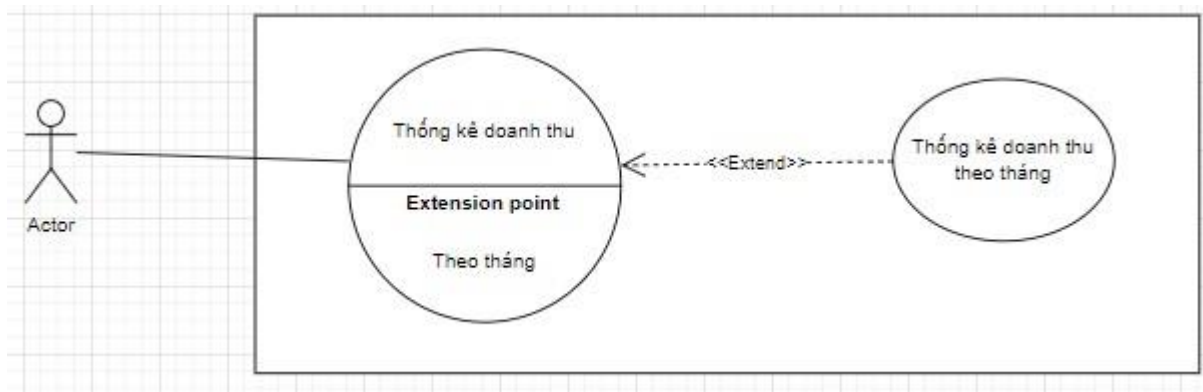 Actor
Thống kê doanh thu
Extension point
Theo tháng
<<Extend>>
Thống kê doanh thu
theo tháng